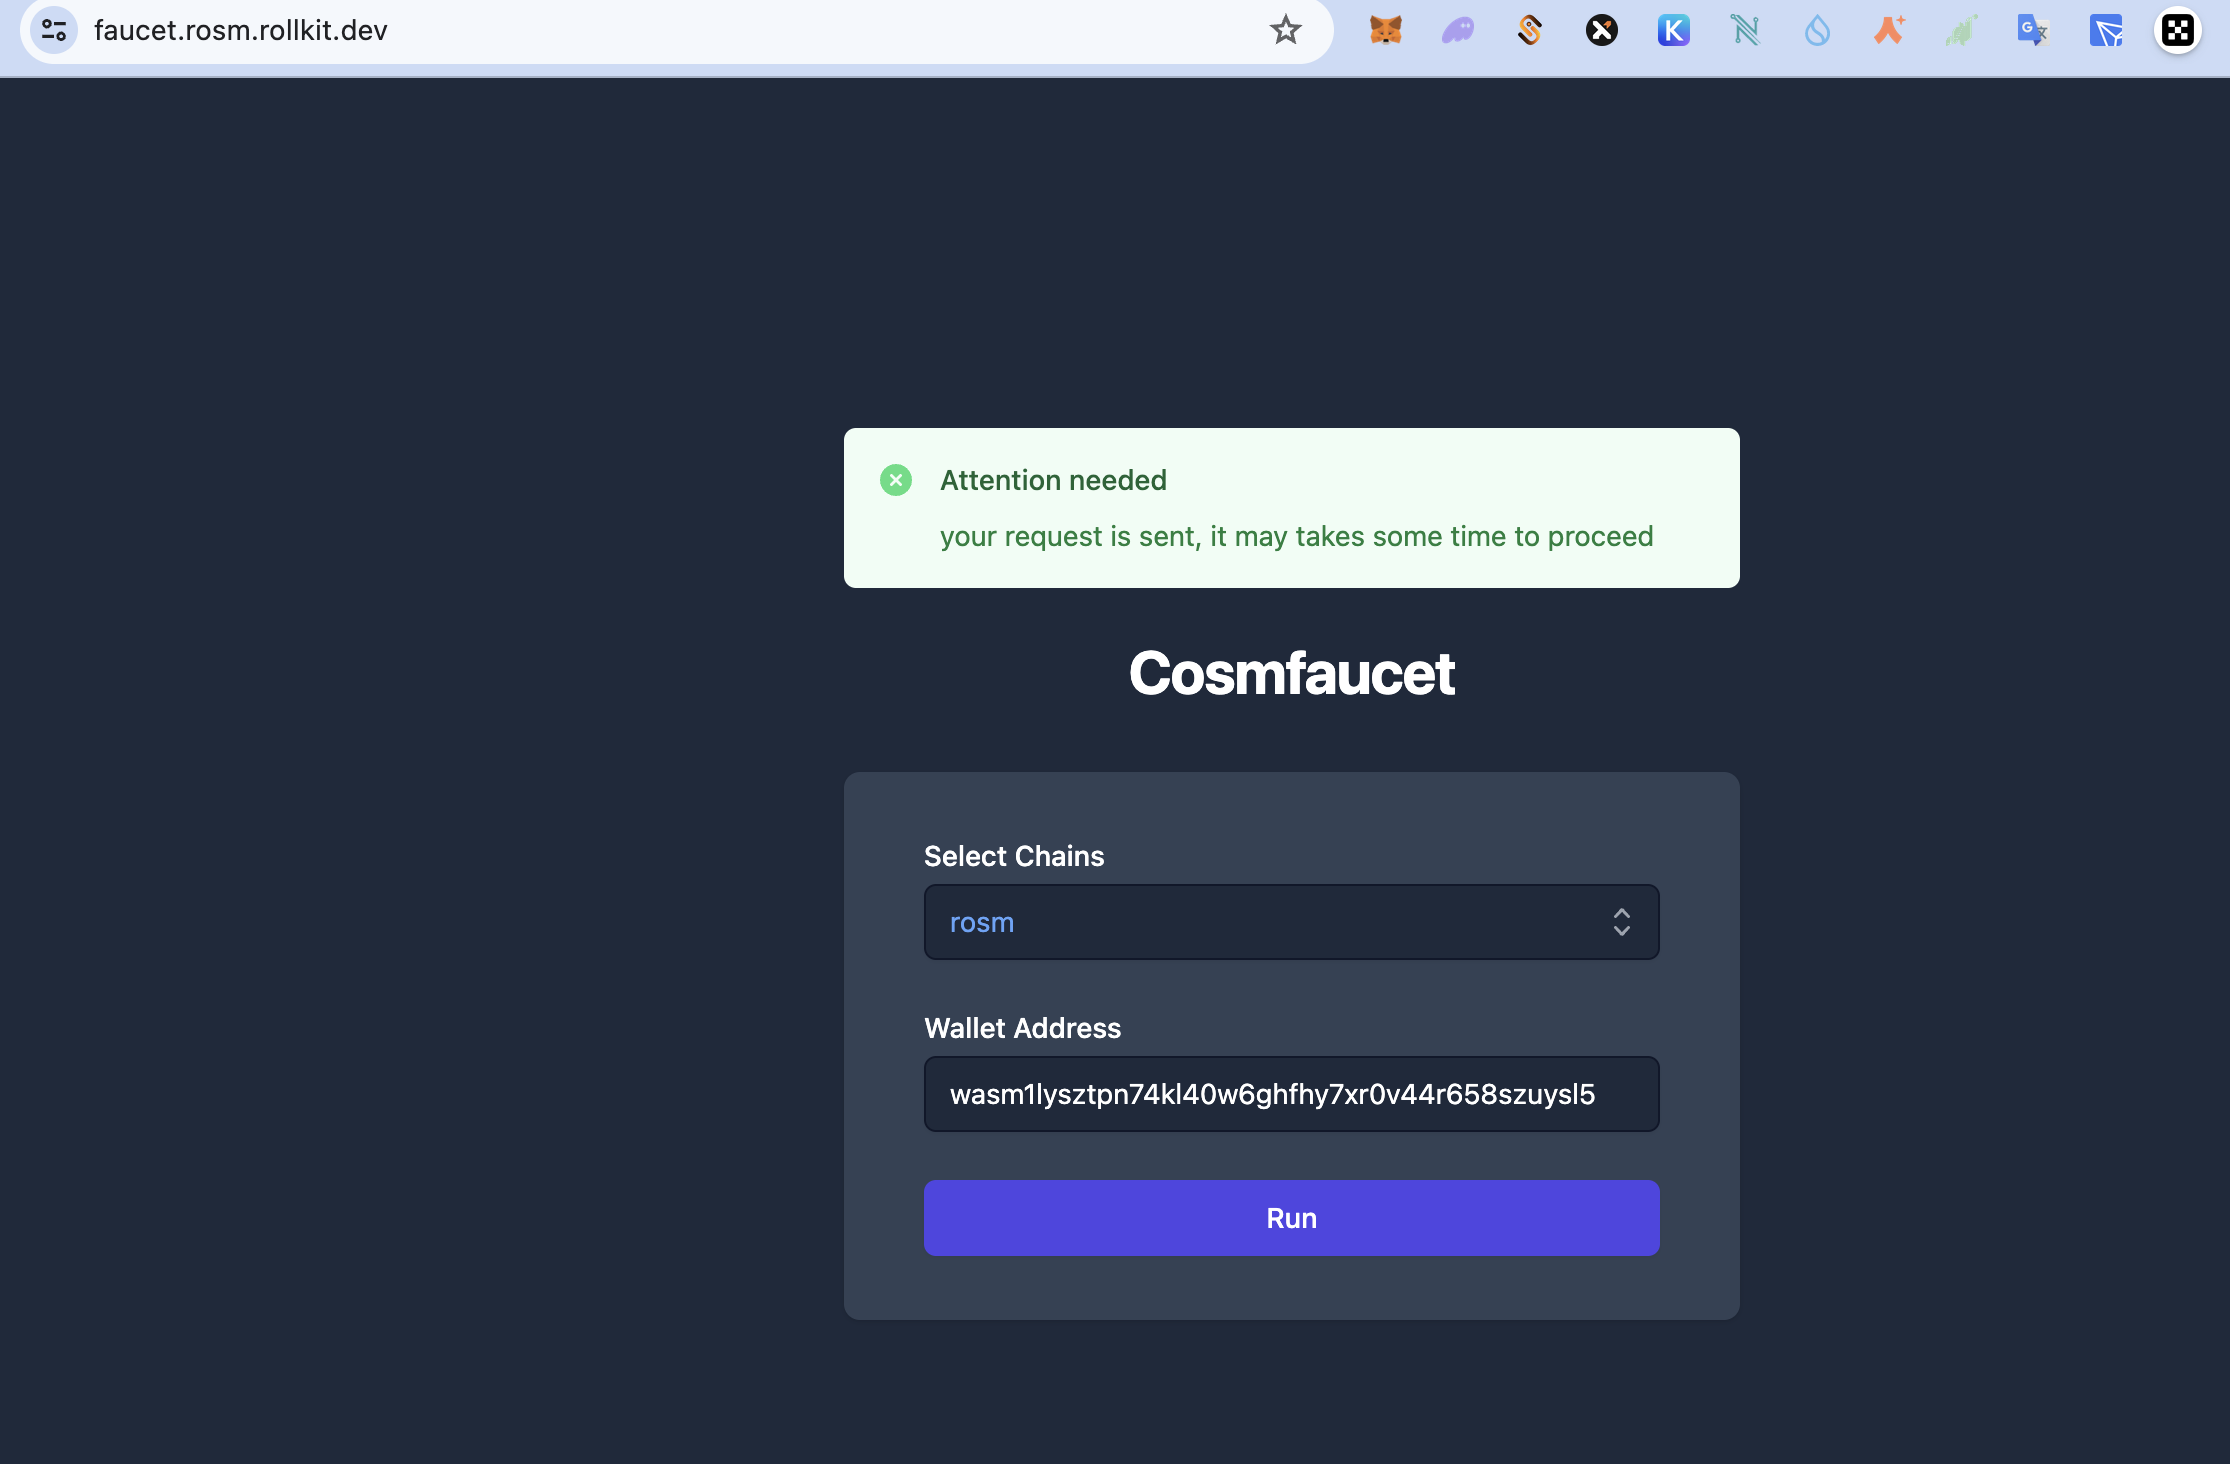 faucet.rosm.rollkit.dev
Attention needed
your request is sent, it may takes some time to proceed
Cosmfaucet
Select Chains
rosm
Wallet Address
wasm1lysztpn74kl40w6ghfhy7xr0v44r658szuysl5
Run